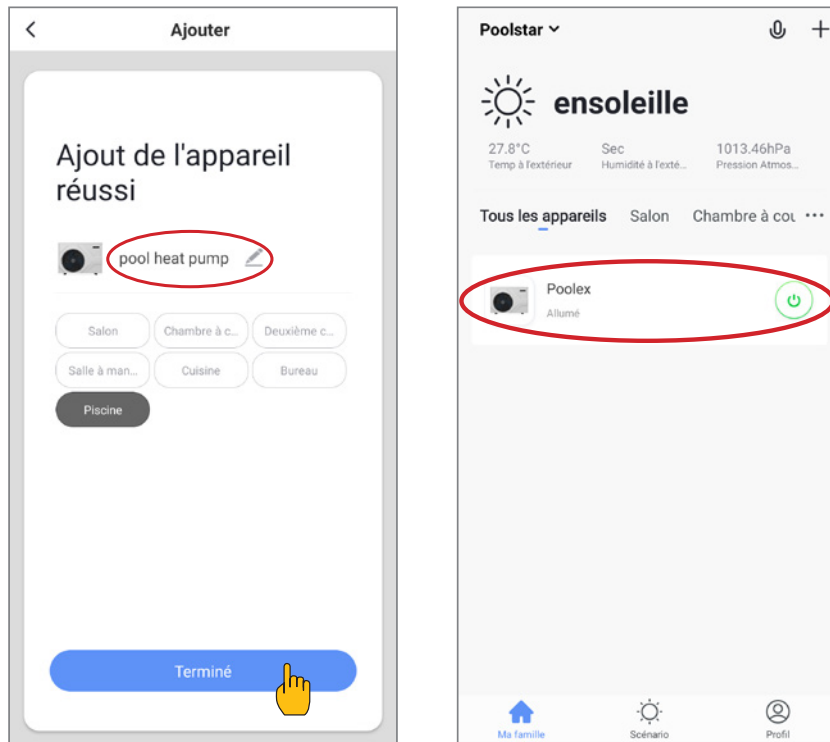 Ajouter
Ajout de l'appareil
réussi
pool heat pump
Salon
Chambre à c...
Deuxième c...
Salle à man...
Cuisine
Bureau
Piscine
Terminé
Poolstar
ensoleille
27.8°C
Sec
1013.46hPa
Temp à l'extérieur
Humidité à l'exté...
Pression Atmos...
Tous les appareils
Salon
Chambre à cou
Poolex
Allumé
Ma famille
Scénario
Profil